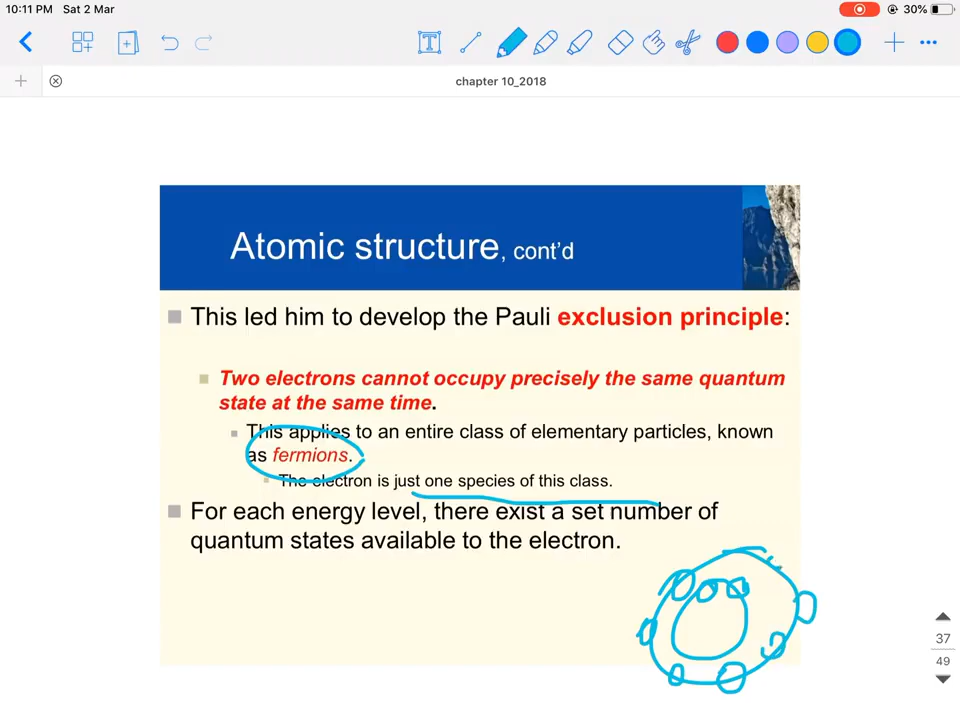 10:11 PM Sat 2 Mar
30%
chapter 10_2018
Atomic structure, cont'd
This led him to develop the Pauli exclusion principle:
Two electrons cannot occupy precisely the same quantum
state at the same time.
This applies to an entire class of elementary particles, known
as fermions.
The electron is just one species of this class.
For each energy level, there exist a set number of
quantum states available to the electron.
37
49